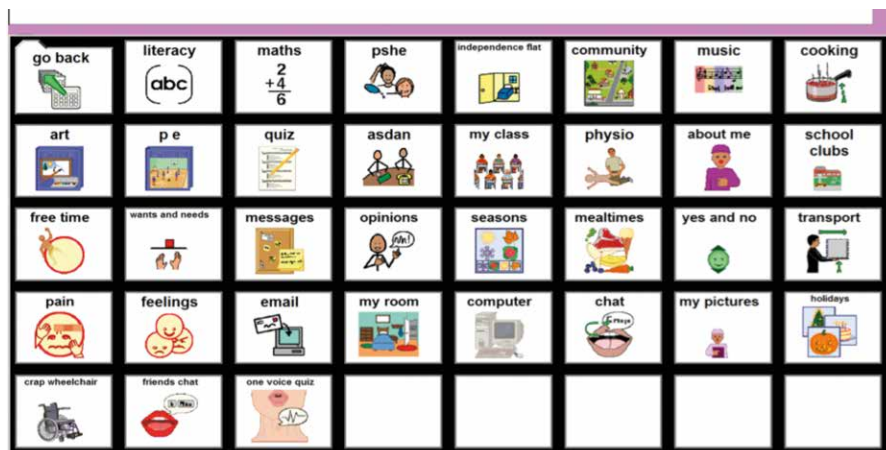 go back
literacy
maths
pshe
independence flat
community
music
cooking
abc
2
+4
6
art
p e
quiz
asdan
my class
physio
about me
school
clubs
free time
wants and needs
messages
opinions
seasons
mealtimes
yes and no
transport
pain
feelings
email
my room
computer
chat
my pictures
holidays
crap wheelchair
friends chat
one voice quiz